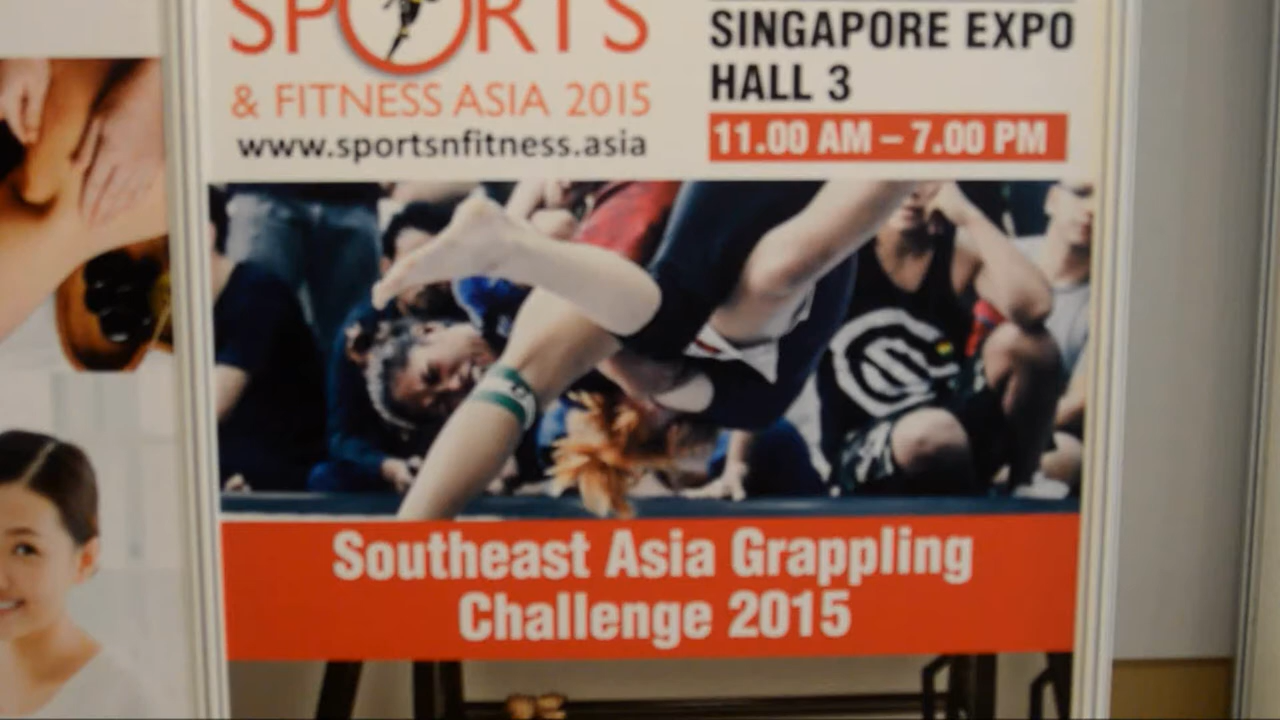 SPORTS
& FITNESS ASIA 2015
www.sportsnfitness.asia
SINGAPORE EXPO
HALL 3
11.00 AM – 7.00 PM
Southeast Asia Grappling
Challenge 2015